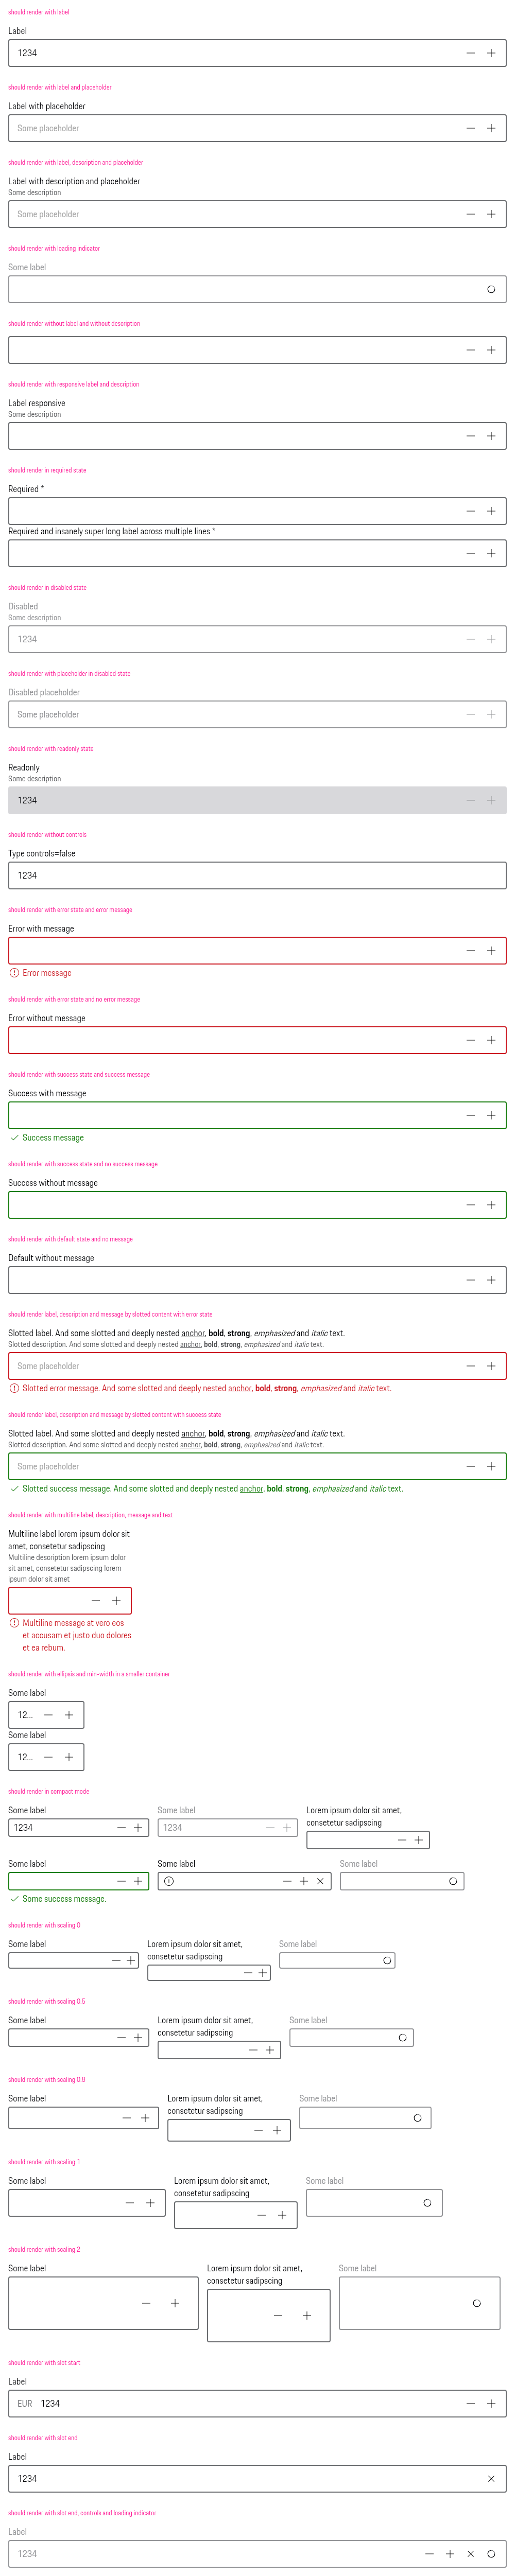 should render with label
Label
1234
should render with label and placeholder
Label with placeholder
Some placeholder
should render with label, description and placeholder
Label with description and placeholder
Some description
Some placeholder
should render with loading indicator
Some label
should render without label and without description
should render with responsive label and description
Label responsive
Some description
should render in required state
Required *
Required and insanely super long label across multiple lines *
should render in disabled state
Disabled
Some description
1234
should render with placeholder in disabled state
Disabled placeholder
Some placeholder
should render with readonly state
Readonly
Some description
1234
should render without controls
Type controls=false
1234
should render with error state and error message
Error with message
Error message
should render with error state and no error message
Error without message
should render with success state and success message
Success with message
Success message
should render with success state and no success message
Success without message
should render with default state and no message
Default without message
should render label, description and message by slotted content with error state
Slotted label. And some slotted and deeply nested anchor, bold, strong, emphasized and italic text.
Slotted description. And some slotted and deeply nested anchor, bold, strong, emphasized and italic text.
Some placeholder
Slotted error message. And some slotted and deeply nested anchor, bold, strong, emphasized and italic text.
should render label, description and message by slotted content with success state
Slotted label. And some slotted and deeply nested anchor, bold, strong, emphasized and italic text.
Slotted description. And some slotted and deeply nested anchor, bold, strong, emphasized and italic text.
Some placeholder
Slotted success message. And some slotted and deeply nested anchor, bold, strong, emphasized and italic text.
should render with multiline label, description, message and text
Multiline label lorem ipsum dolor sit
amet, consetetur sadipscing
Multiline description lorem ipsum dolor
sit amet, consetetur sadipscing lorem
ipsum dolor sit amet
Multiline message at vero eos
et accusam et justo duo dolores
et ea rebum.
should render with ellipsis and min-width in a smaller container
Some label
12...
Some label
12...
should render in compact mode
Some label
1234
Some label
1234
Lorem ipsum dolor sit amet,
consetetur sadipscing
Some label
Some success message.
Some label
Some label
should render with scaling 0
Some label
Lorem ipsum dolor sit amet,
consetetur sadipscing
Some label
should render with scaling 0.5
Some label
Lorem ipsum dolor sit amet,
consetetur sadipscing
Some label
should render with scaling 0.8
Some label
Lorem ipsum dolor sit amet,
consetetur sadipscing
Some label
should render with scaling 1
Some label
Lorem ipsum dolor sit amet,
consetetur sadipscing
Some label
should render with scaling 2
Some label
Lorem ipsum dolor sit amet,
consetetur sadipscing
Some label
should render with slot start
Label
EUR 1234
should render with slot end
Label
1234
should render with slot end, controls and loading indicator
Label
1234